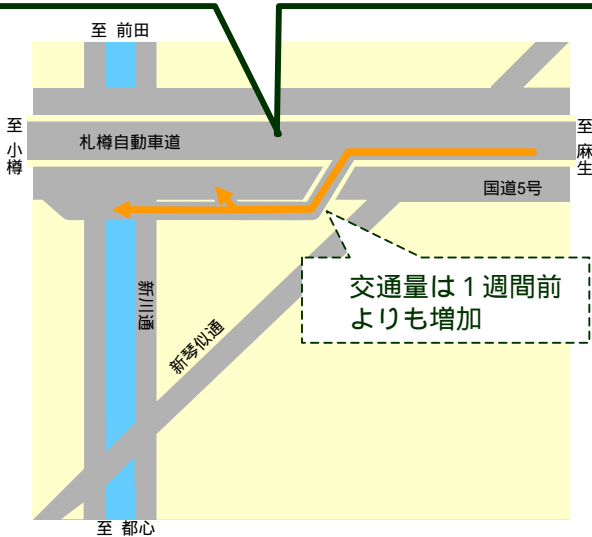 至 前田
至 小樽
札樽自動車道
至 麻生
国道5号
交通量は１週間前
よりも増加
新川通
新琴似通
至 都心